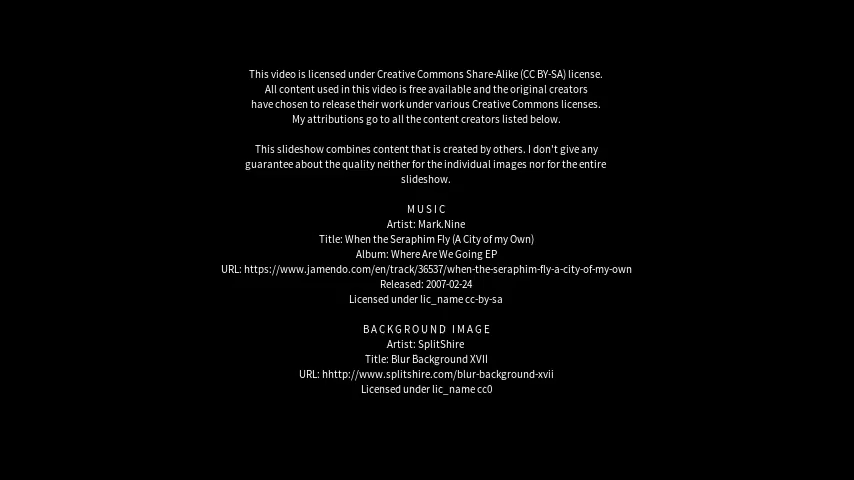 This video is licensed under Creative Commons Share-Alike (CC BY-SA) license.
All content used in this video is free available and the original creators
have chosen to release their work under various Creative Commons licenses.
My attributions go to all the content creators listed below.
This slideshow combines content that is created by others. I don't give any
guarantee about the quality neither for the individual images nor for the entire
slideshow.
MUSIC
Artist: Mark.Nine
Title: When the Seraphim Fly (A City of my Own)
Album: Where Are We Going EP
URL: https://www.jamendo.com/en/track/36537/when-the-seraphim-fly-a-city-of-my-own
Released: 2007-02-24
Licensed under lic_name cc-by-sa
BACKGROUND IMAGE
Artist: SplitShire
Title: Blur Background XVII
URL: hhttp://www.splitshire.com/blur-background-xvii
Licensed under lic_name cc0